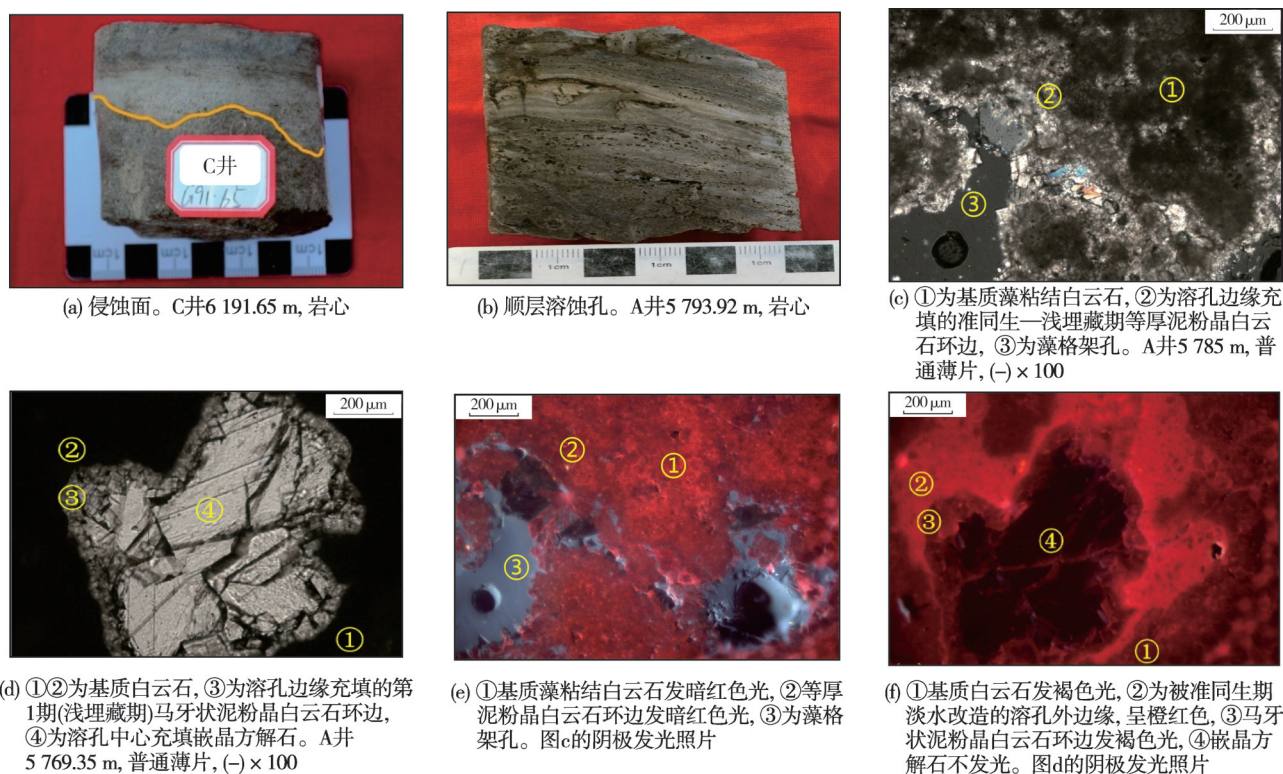 C井
6191.65
1cm
1cm
1cm
(a) 侵蚀面。C井6 191.65 m, 岩心
1cm
1cm
1cm
(b) 顺层溶蚀孔。A井5 793.92 m, 岩心
200 μm
①
②
③
(c) ①为基质藻粘结白云石, ②为溶孔边缘充
填的准同生—浅埋藏期等厚泥粉晶白云
石环边, ③为藻格架孔。A井5 785 m, 普
通薄片, (−) × 100
200 μm
②
③
④
①
(d) ①②为基质白云石, ③为溶孔边缘充填的第
1期(浅埋藏期)马牙状泥粉晶白云石环边,
④为溶孔中心充填嵌晶方解石。A井
5 769.35 m, 普通薄片, (−) × 100
200 μm
②
①
③
(e) ①基质藻粘结白云石发暗红色光, ②等厚
泥粉晶白云石环边发暗红色光, ③为藻格
架孔。图c的阴极发光照片
200 μm
②
③
④
①
(f) ①基质白云石发褐色光, ②为被准同生期
淡水改造的溶孔外边缘, 呈橙红色, ③马牙
状泥粉晶白云石环边发褐色光, ④嵌晶方
解石不发光。图d的阴极发光照片